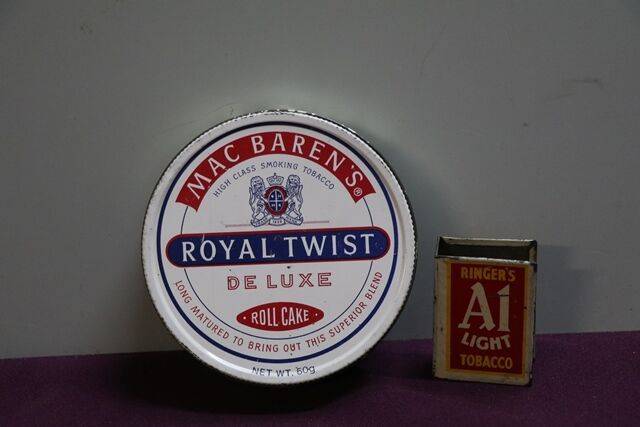 MAC BAREN'S®
HIGH CLASS SMOKING TOBACCO
ROYAL TWIST
DE LUXE
• ROLL CAKE •
LONG MATURED TO BRING OUT THIS SUPERIOR BLEND
NET WT. 50g
RINGER'S
A1
LIGHT
TOBACCO